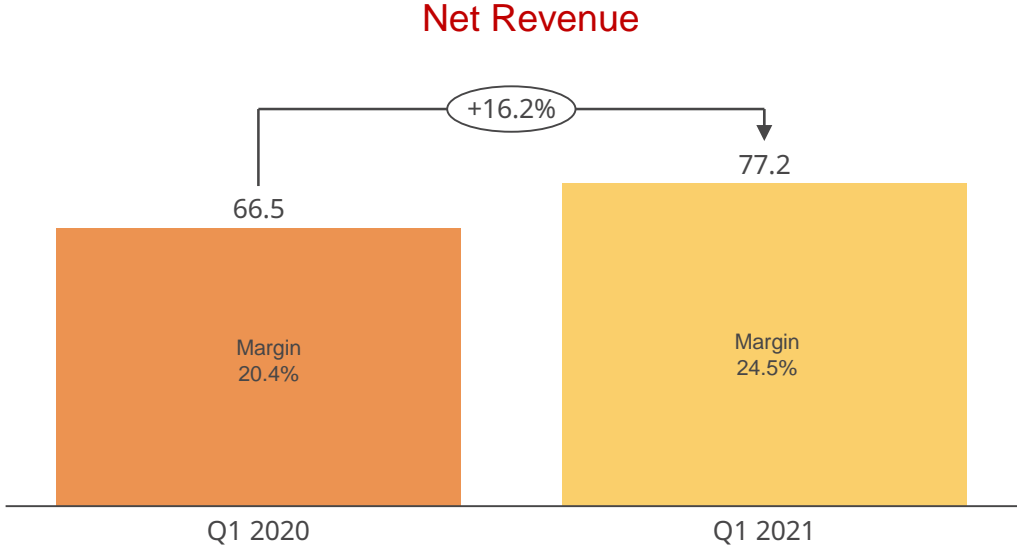 Net Revenue
+16.2%
77.2
66.5
Margin
20.4%
Margin
24.5%
Q1 2020
Q1 2021